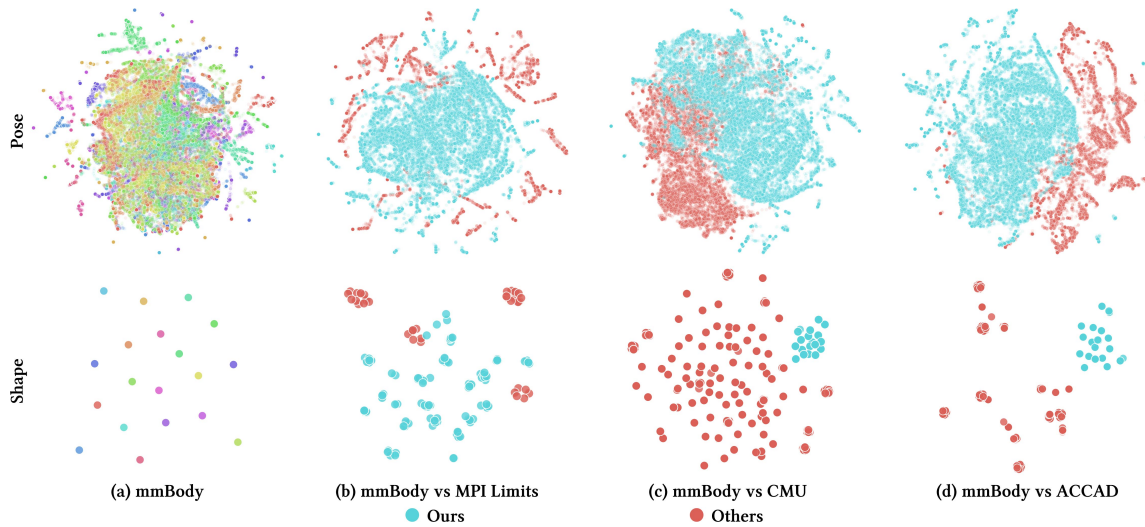 Pose
Shape
(a) mmBody
(b) mmBody vs MPI Limits
(c) mmBody vs CMU
(d) mmBody vs ACCAD
Ours
Others